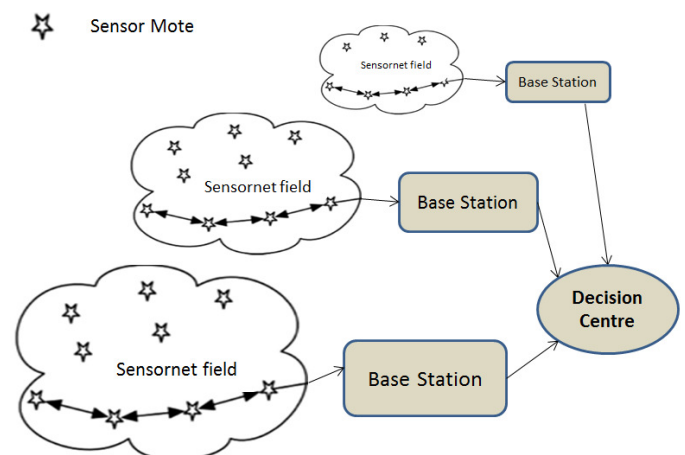 Sensor Mote
Sensornet field
Base Station
Sensornet field
Base Station
Decision
Centre
Sensornet field
Base Station